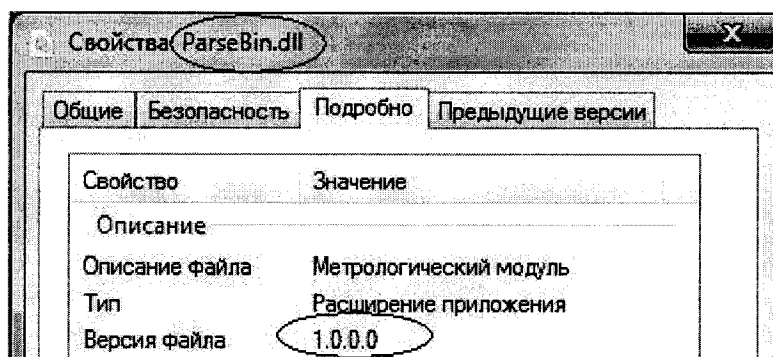 Свойства: ParseBin.dll
X
Общие Безопасность Подробно Предыдущие версии
Свойство Значение
Описание
Описание файла Метрологический модуль
Тип Расширение приложения
Версия файла 1.0.0.0